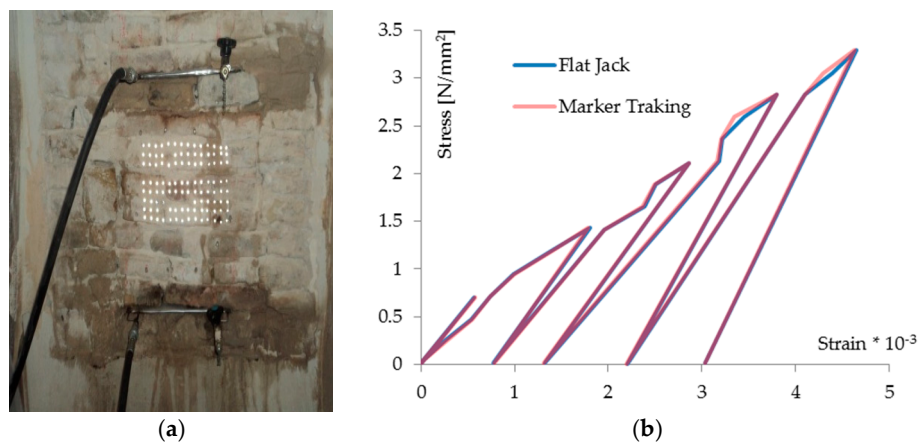 3.5
3
2.5
2
1.5
1
0.5
0
Stress [N/mm²]
Flat Jack
Marker Traking
Strain * 10⁻³
0 1 2 3 4 5
(a) (b)